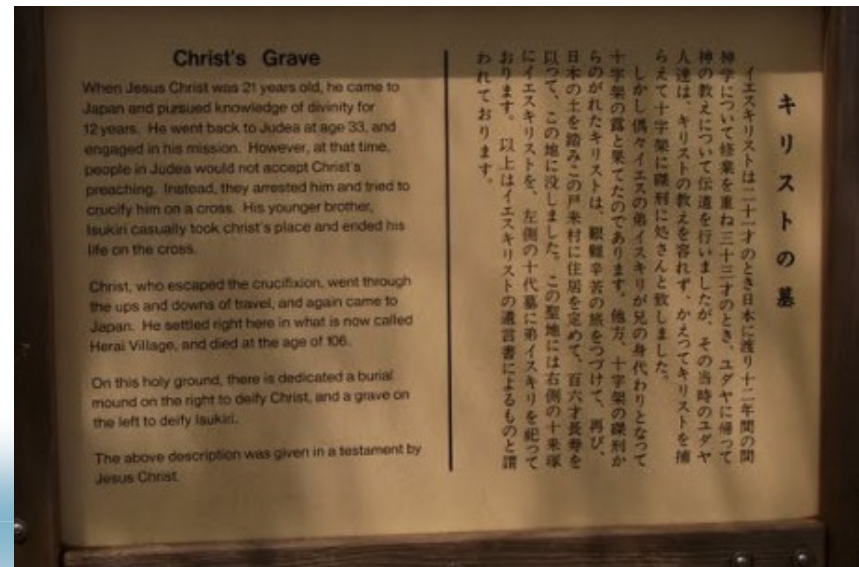 Christ's Grave
When Jesus Christ was 21 years old, he came to
Japan and pursued knowledge of divinity for
12 years. He went back to Judea at age 33, and
engaged in his mission. However, at that time,
people in Judea would not accept Christ's
preaching. Instead, they arrested him and tried to
crucify him on a cross. His younger brother,
Isukiri casually took christ's place and ended his
life on the cross.
Christ, who escaped the crucifixion, went through
the ups and downs of travel, and again came to
Japan. He settled right here in what is now called
Herai Village, and died at the age of 106.
On this holy ground, there is dedicated a burial
mound on the right to deify Christ, and a grave on
the left to deify Isukiri.
The above description was given in a testament by
Jesus Christ.
キリストの墓
イエスキリストは二十一才のとき日本に渡り十二年間の間
神学について修業を重ね三十三才のとき、ユダヤに帰って
神の教えについて伝道を行いましたが、その当時のユダヤ
人達は、キリストの教えを容れず、かえってキリストを捕
らえて十字架に磔刑に処さんと致しました。
しかし偶々イエスの弟イスキリが兄の身代わりとなって
十字架の露と果てたのであります。他方、十字架の磔刑か
らのがれたキリストは、艱難辛苦の旅をつづけて、再び、
日本の土を踏みこの戸来村に住居を定めて、百六才長寿を
以って、この地に没しました。この聖地には右側の十来塚
にイエスキリストを、左側の十代墓に弟イスキリを祀って
おります。以上はイエスキリストの遺言書によるものと謂
われております。